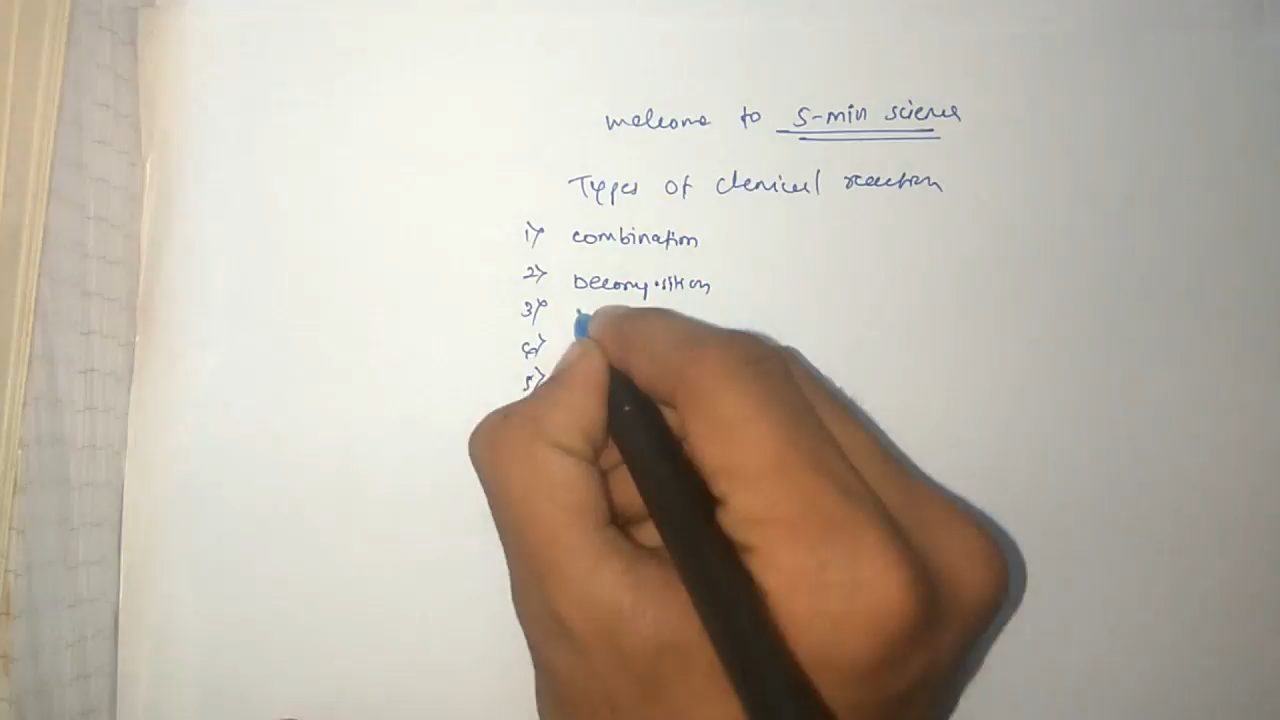 welcome to 5-min science
Types of chemical reaction
1) combination
2) Decomposition
3)
4)
5)